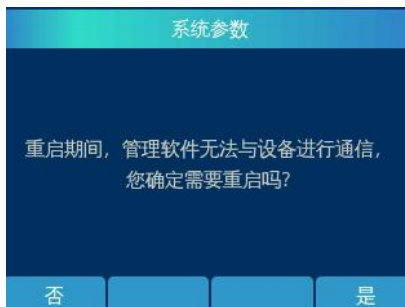 系统参数
重启期间，管理软件无法与设备进行通信，
您确定需要重启吗?
否
是